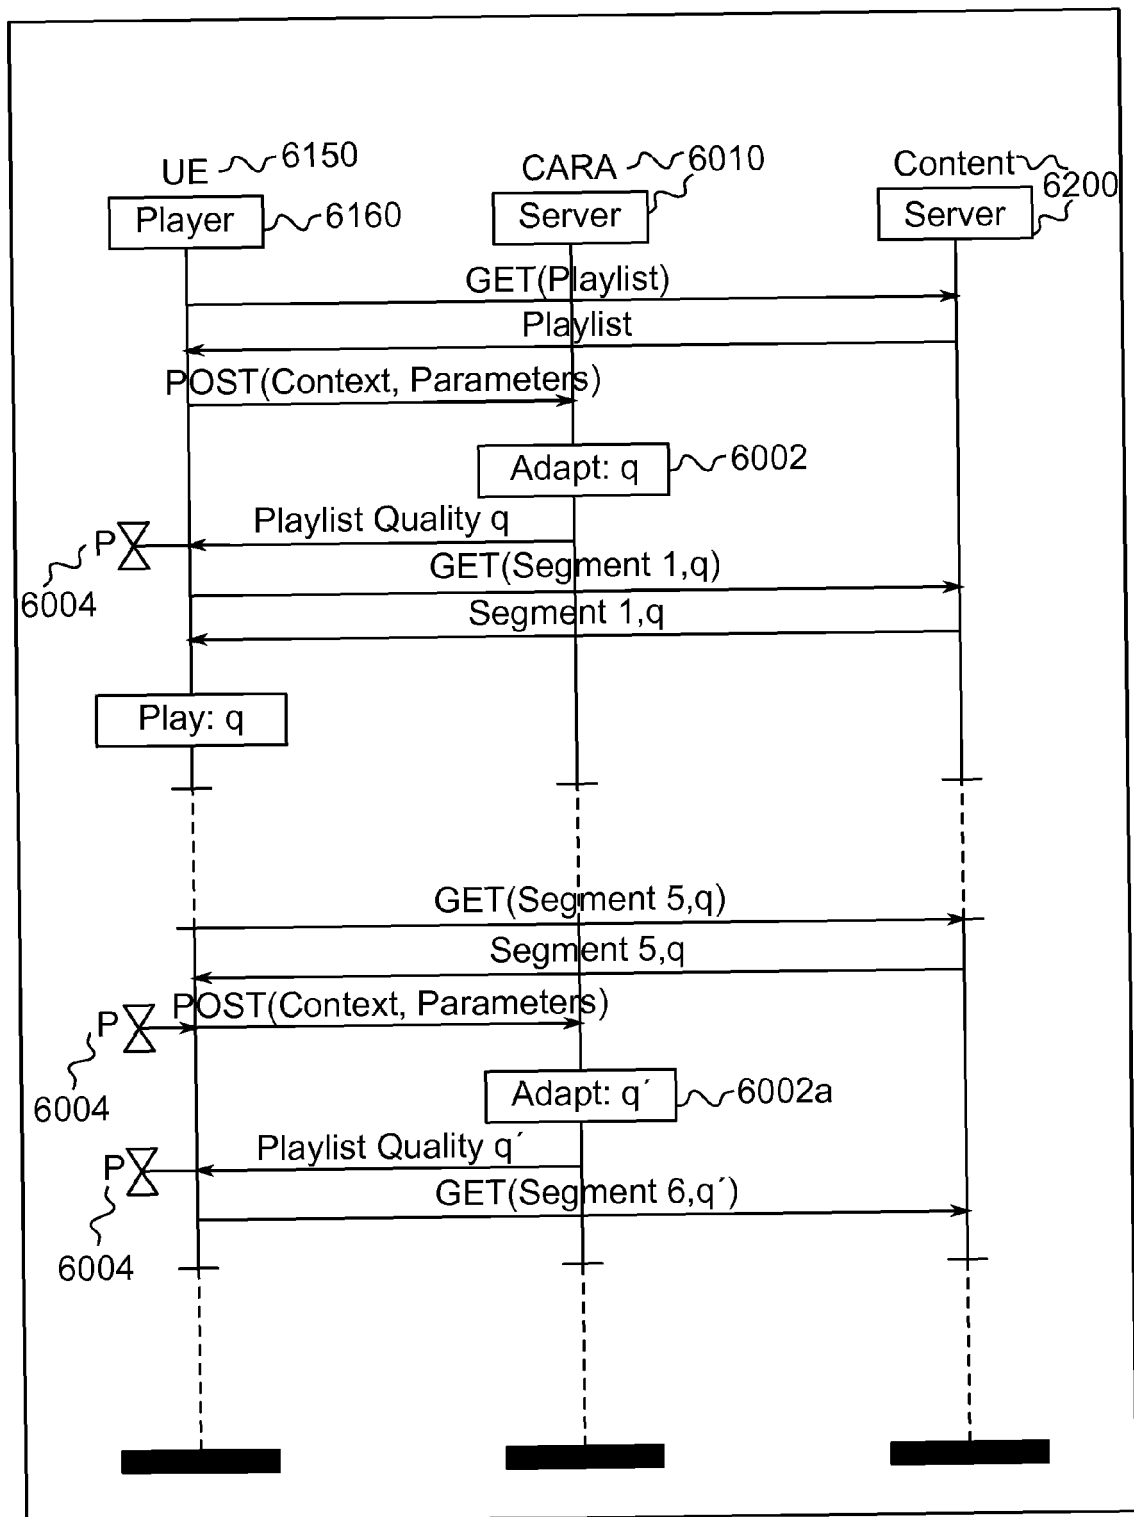 UE 6150
CARA 6010
Content 6200
Player 6160
Server
Server
GET(Playlist)
Playlist
POST(Context, Parameters)
Adapt: q 6002
Playlist Quality q
P
6004
GET(Segment 1,q)
Segment 1,q
Play: q
GET(Segment 5,q)
Segment 5,q
P
POST(Context, Parameters)
6004
Adapt: q´ 6002a
Playlist Quality q´
P
GET(Segment 6,q´)
6004